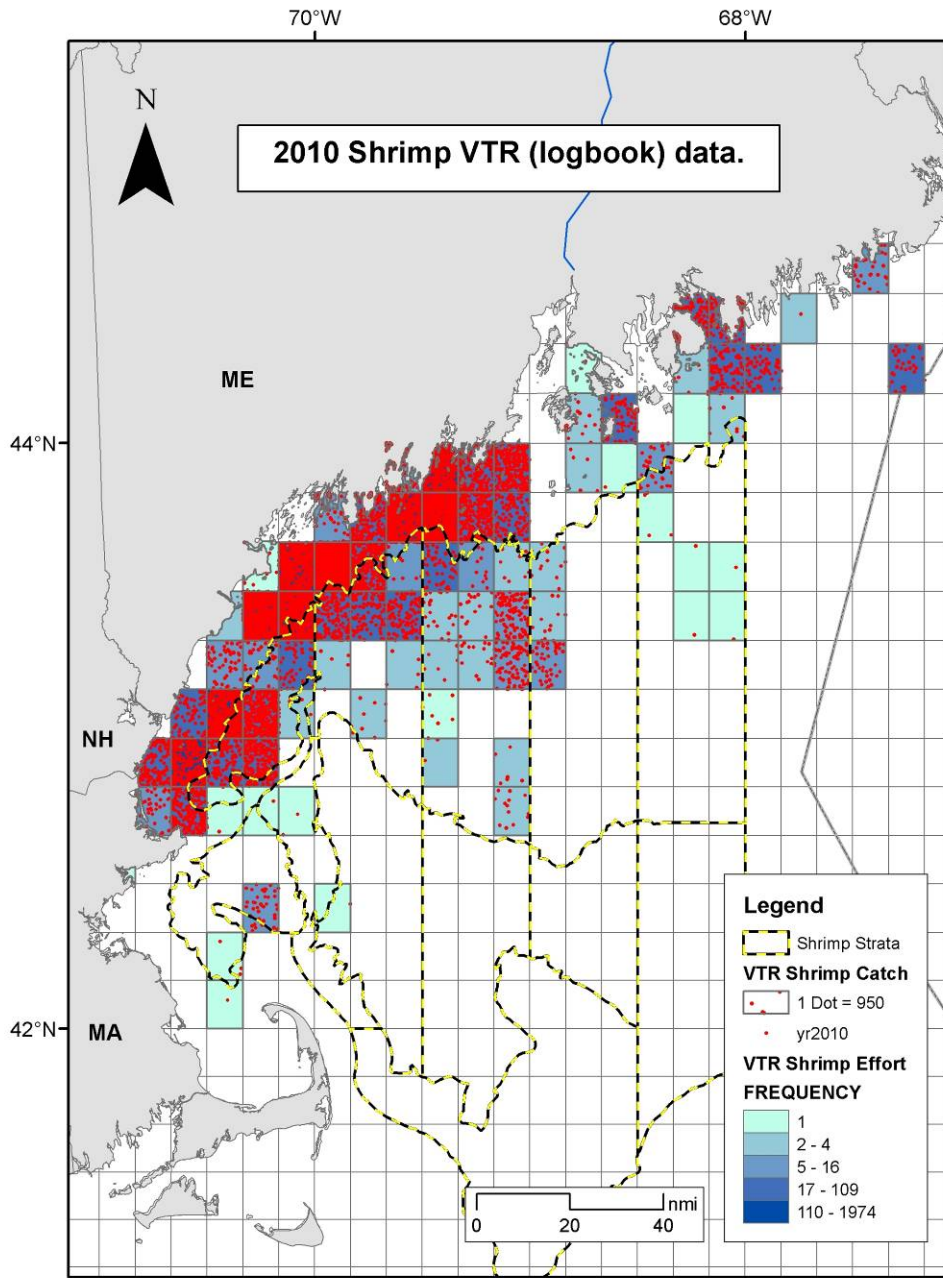 70°W
68°W
N
2010 Shrimp VTR (logbook) data.
ME
44°N
NH
42°N
MA
Legend
Shrimp Strata
VTR Shrimp Catch
1 Dot = 950
yr2010
VTR Shrimp Effort
FREQUENCY
1
2 - 4
5 - 16
17 - 109
110 - 1974
nmi
0
20
40